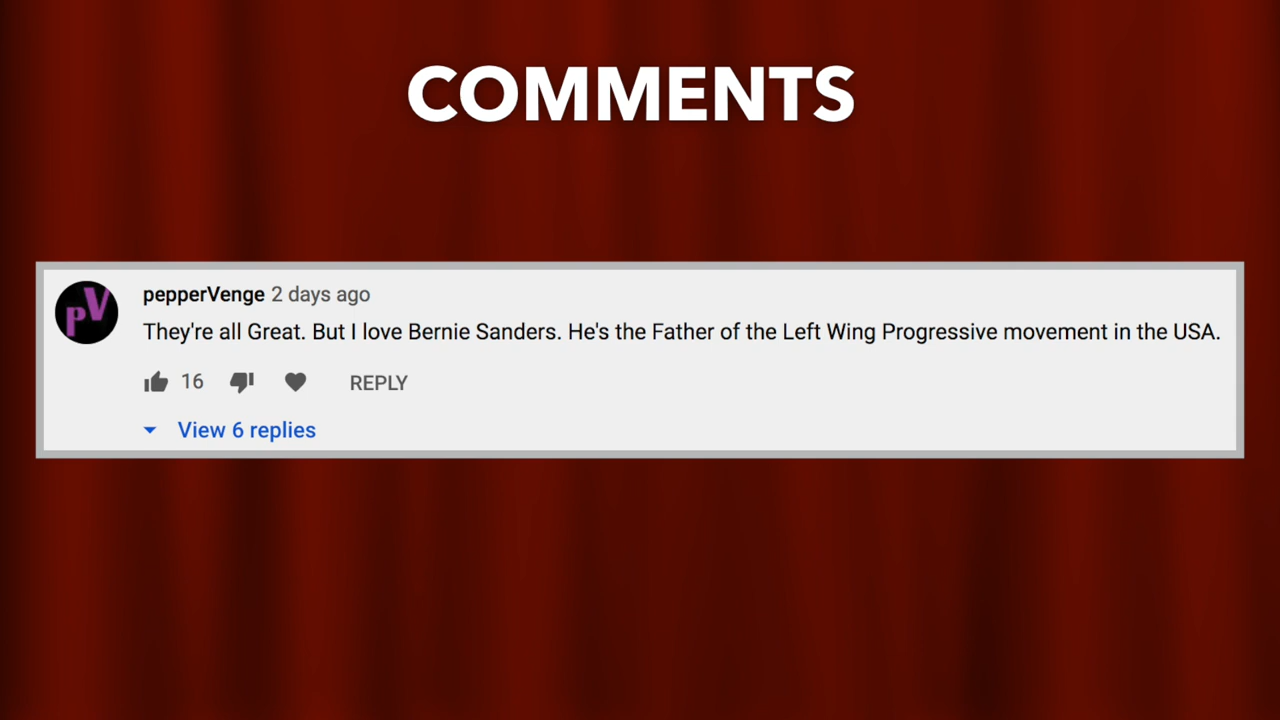 COMMENTS
pV
pepperVenge 2 days ago
They're all Great. But I love Bernie Sanders. He's the Father of the Left Wing Progressive movement in the USA.
16 REPLY
View 6 replies